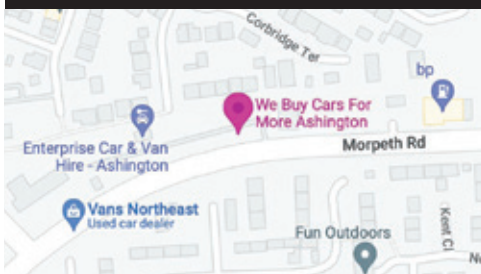 Corbridge Ter
bp
We Buy Cars For
More Ashington
Enterprise Car & Van
Hire - Ashington
Morpeth Rd
Vans Northeast
Used car dealer
Fun Outdoors
Kent Cl